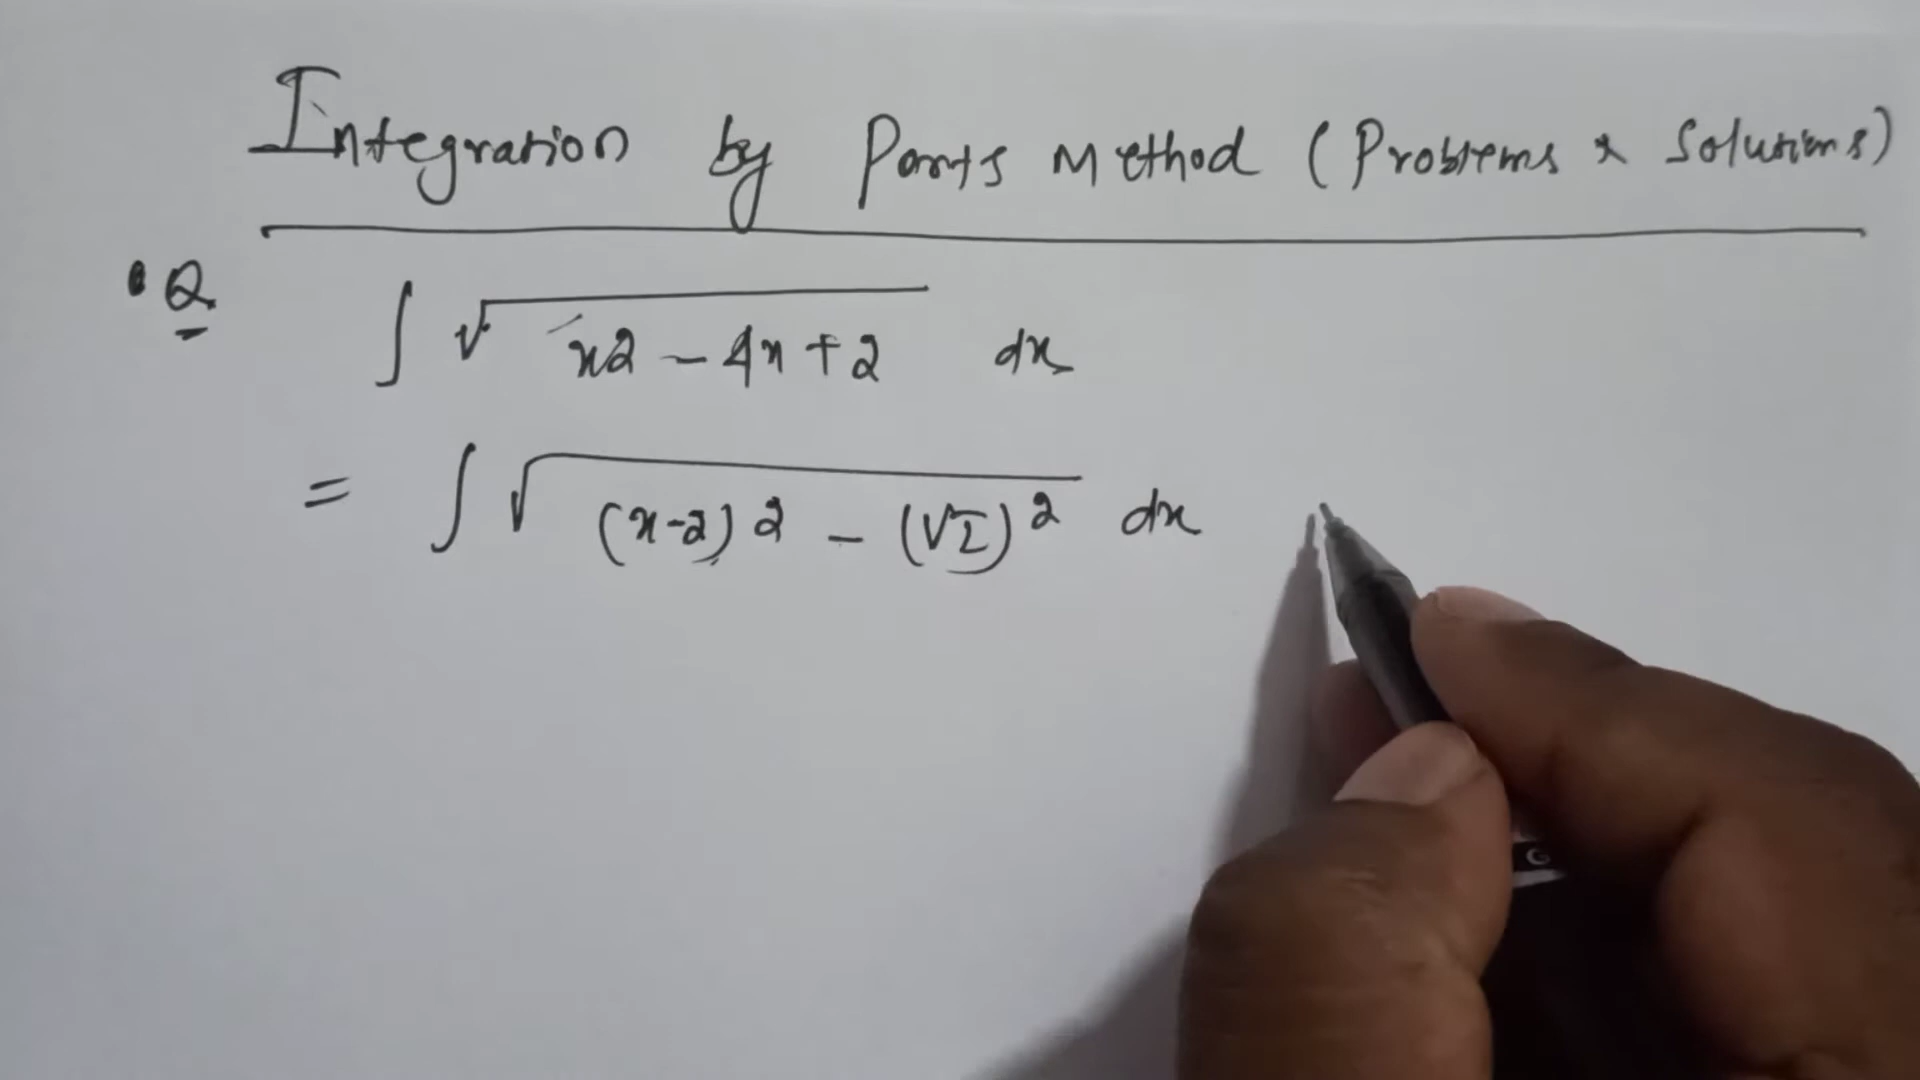 Integration by Parts Method (Problems & Solutions)
Q ∫ √x2 - 4x + 2 dx
= ∫ √(x-2)2 - (√2)2 dx
G